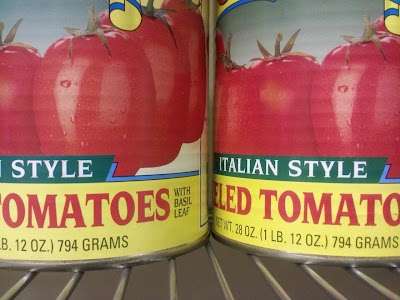 N STYLE
TOMATOES WITH BASIL LEAF
LB. 12 OZ.) 794 GRAMS
ITALIAN STYLE
ELED TOMATO
NET WT. 28 OZ. (1 LB. 12 OZ.) 794 GRAMS